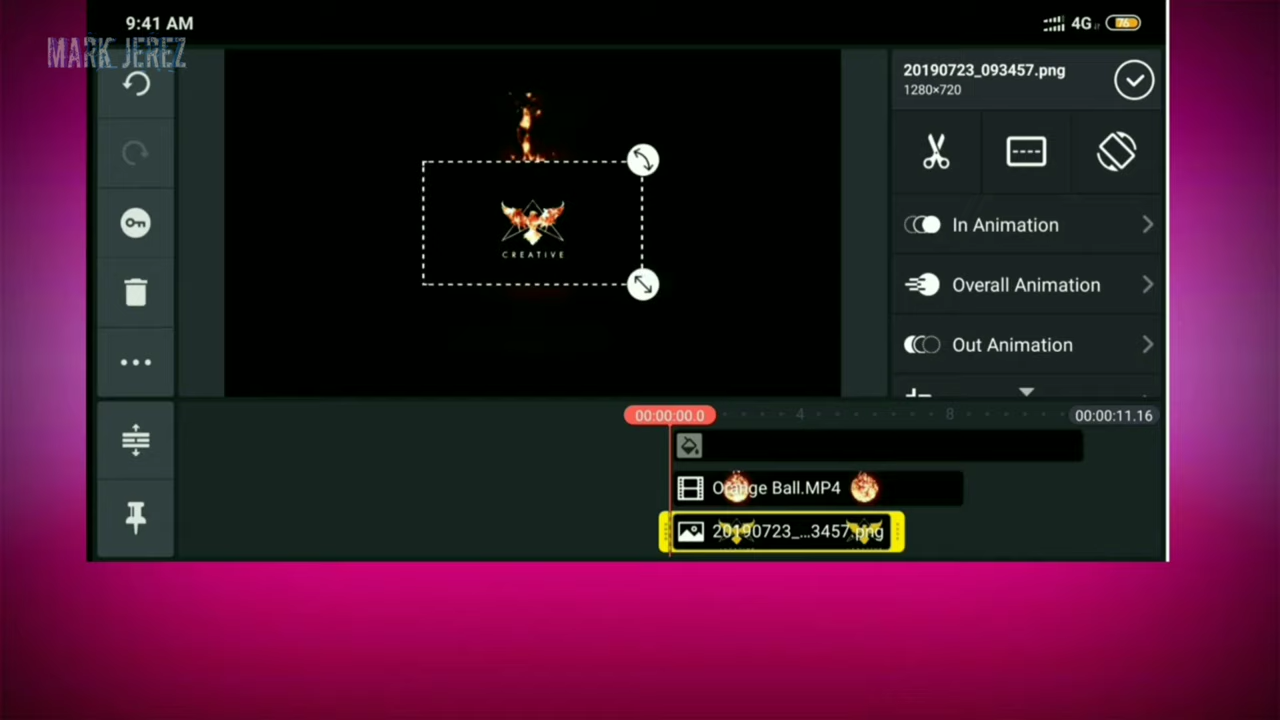 9:41 AM
4G
76
MARK JEREZ
20190723_093457.png
1280×720
CREATIVE
In Animation
Overall Animation
Out Animation
00:00:00.0
4
8
00:00:11.16
Orange Ball.MP4
20190723_...3457.png